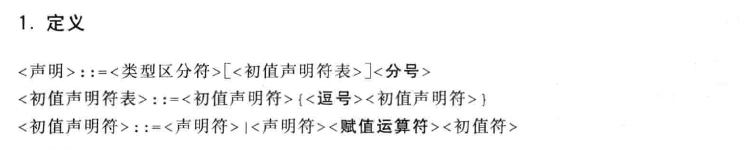 1. 定义
<声明>::=<类型区分符>[<初值声明符表>]<分号>
<初值声明符表>::=<初值声明符>{<逗号><初值声明符>}
<初值声明符>::=<声明符>|<声明符><赋值运算符><初值符>